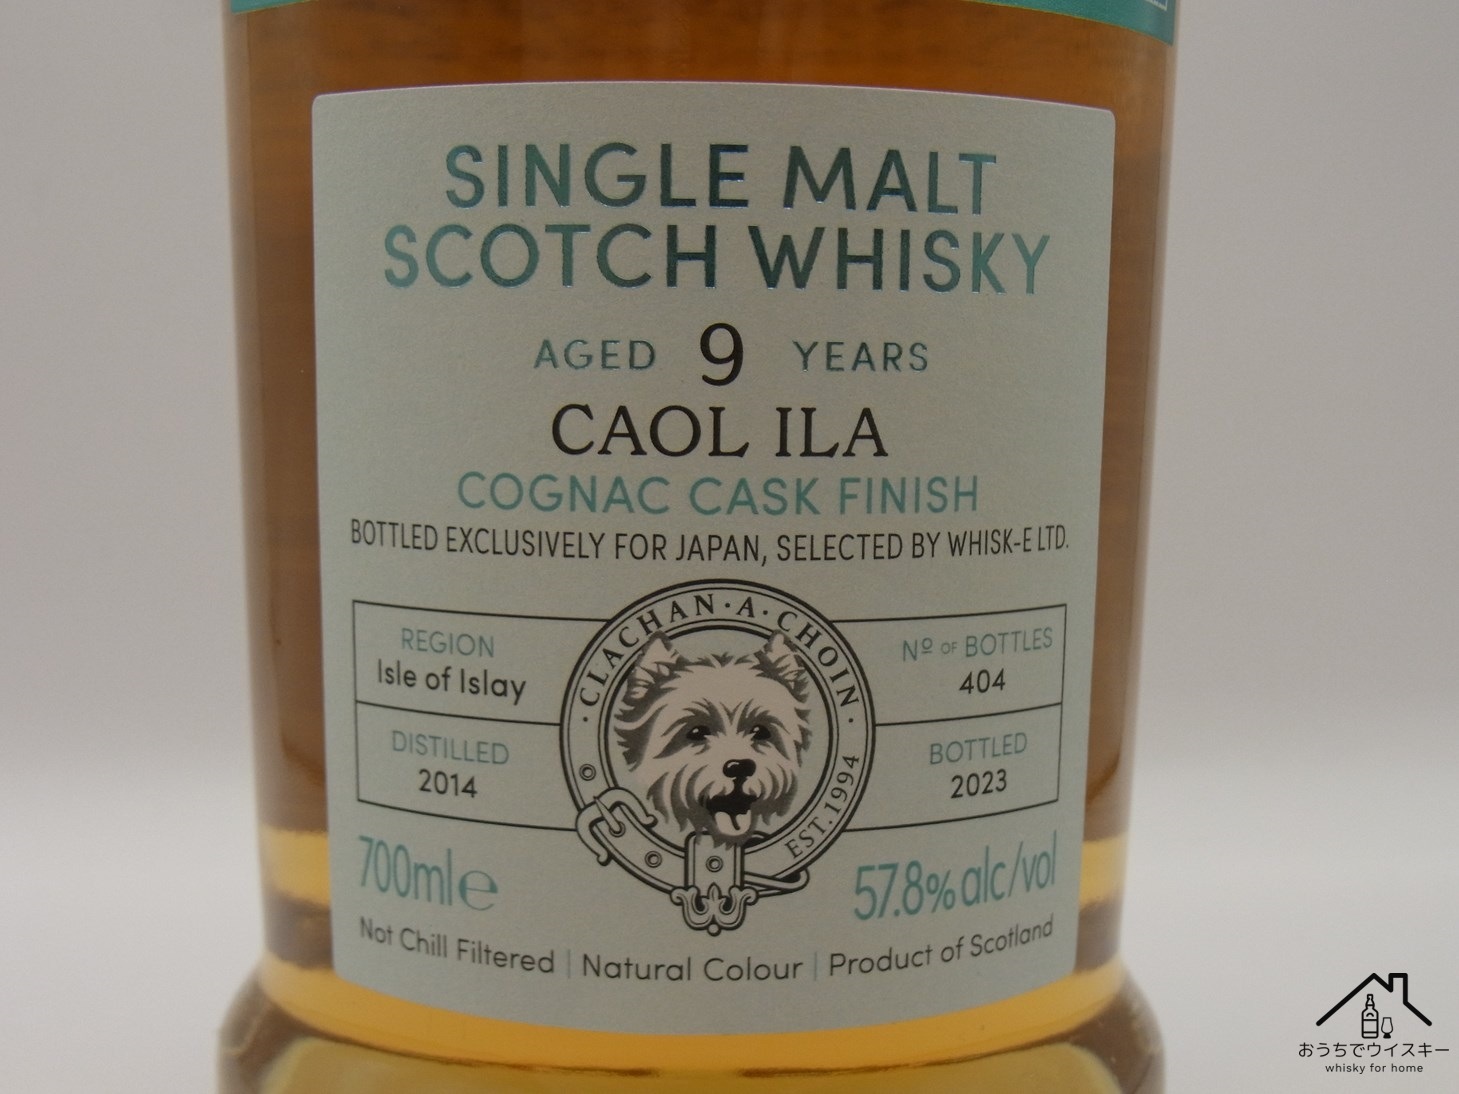 SINGLE MALT
SCOTCH WHISKY
AGED 9 YEARS
CAOL ILA
COGNAC CASK FINISH
BOTTLED EXCLUSIVELY FOR JAPAN, SELECTED BY WHISK-E LTD.
REGION
Isle of Islay
DISTILLED
2014
·CLACHAN·A·CHOIN·
EST.1994
Nº OF BOTTLES
404
BOTTLED
2023
700ml℮
57.8%alc/vol
Not Chill Filtered | Natural Colour | Product of Scotland
おうちでウイスキー
whisky for home